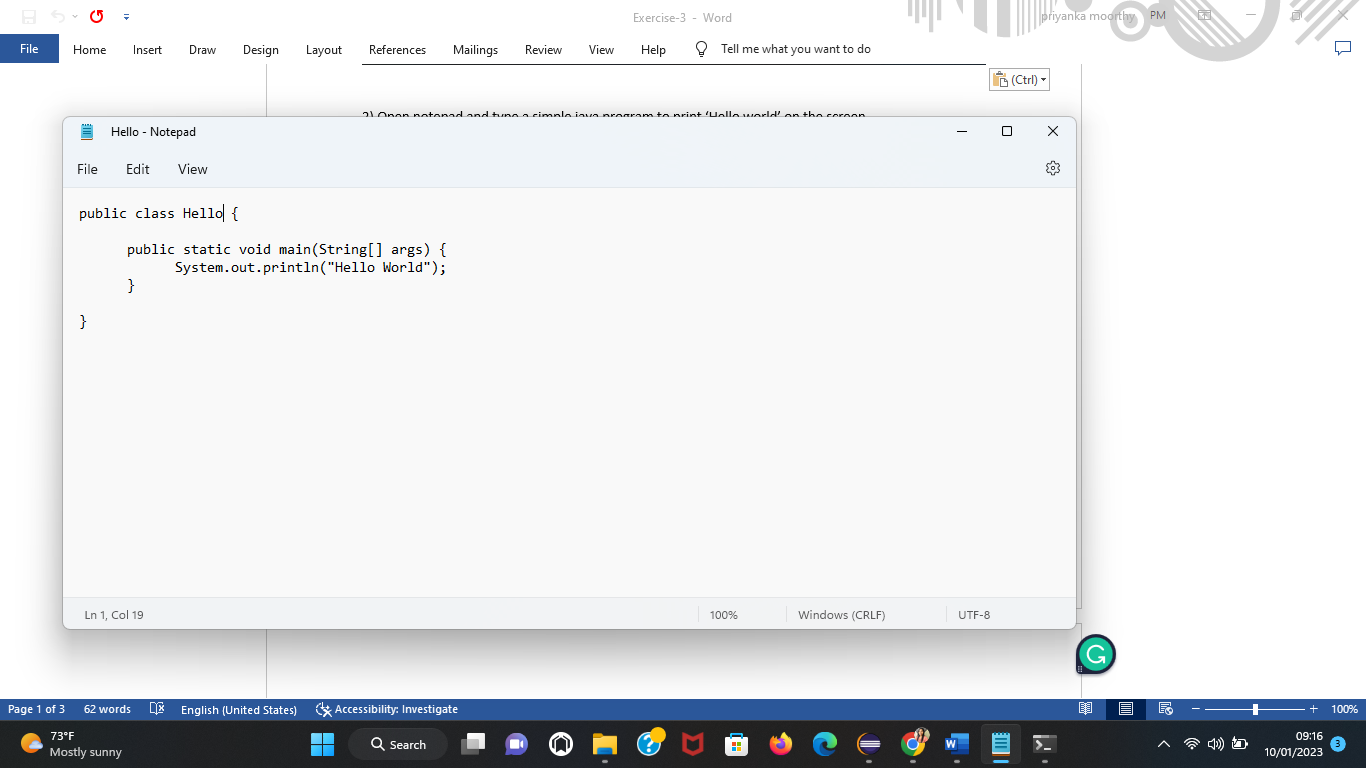 Exercise-3 - Word
priyanka moorthy PM
File Home Insert Draw Design Layout References Mailings Review View Help Tell me what you want to do
(Ctrl)
2) Open notepad and type a simple java program to print ‘Hello world’ on the screen
Hello - Notepad
File Edit View
public class Hello {
public static void main(String[] args) {
System.out.println("Hello World");
}
}
Ln 1, Col 19 100% Windows (CRLF) UTF-8
Page 1 of 3 62 words English (United States) Accessibility: Investigate 100%
73°F
Mostly sunny
Search
09:16
10/01/2023
3